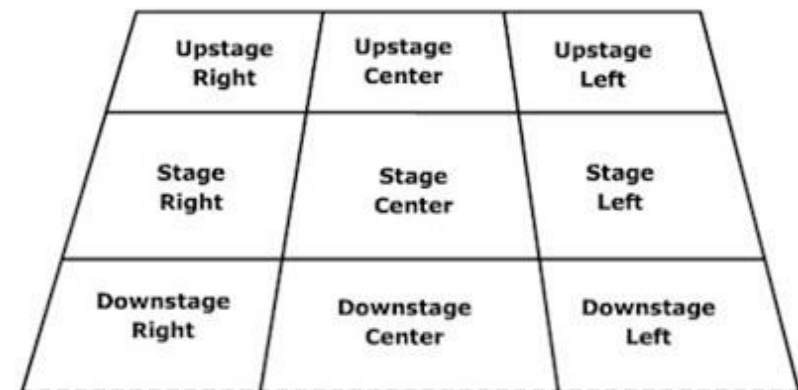 Upstage
Right
Upstage
Center
Upstage
Left
Stage
Right
Stage
Center
Stage
Left
Downstage
Right
Downstage
Center
Downstage
Left